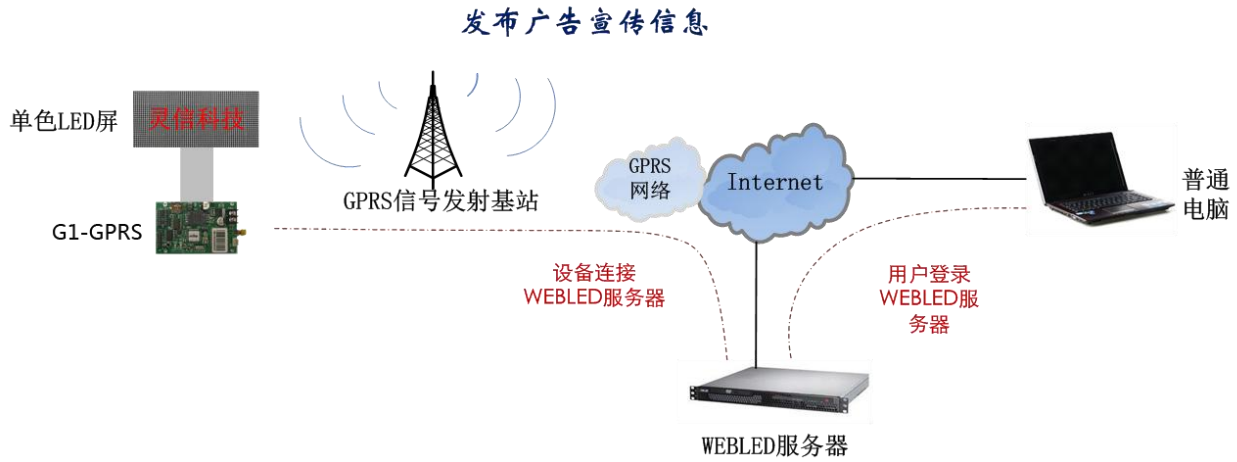 发布广告宣传信息
单色LED屏
灵信科技
GPRS信号发射基站
GPRS
网络
Internet
普通
电脑
G1-GPRS
设备连接
WEBLED服务器
用户登录
WEBLED服
务器
WEBLED服务器